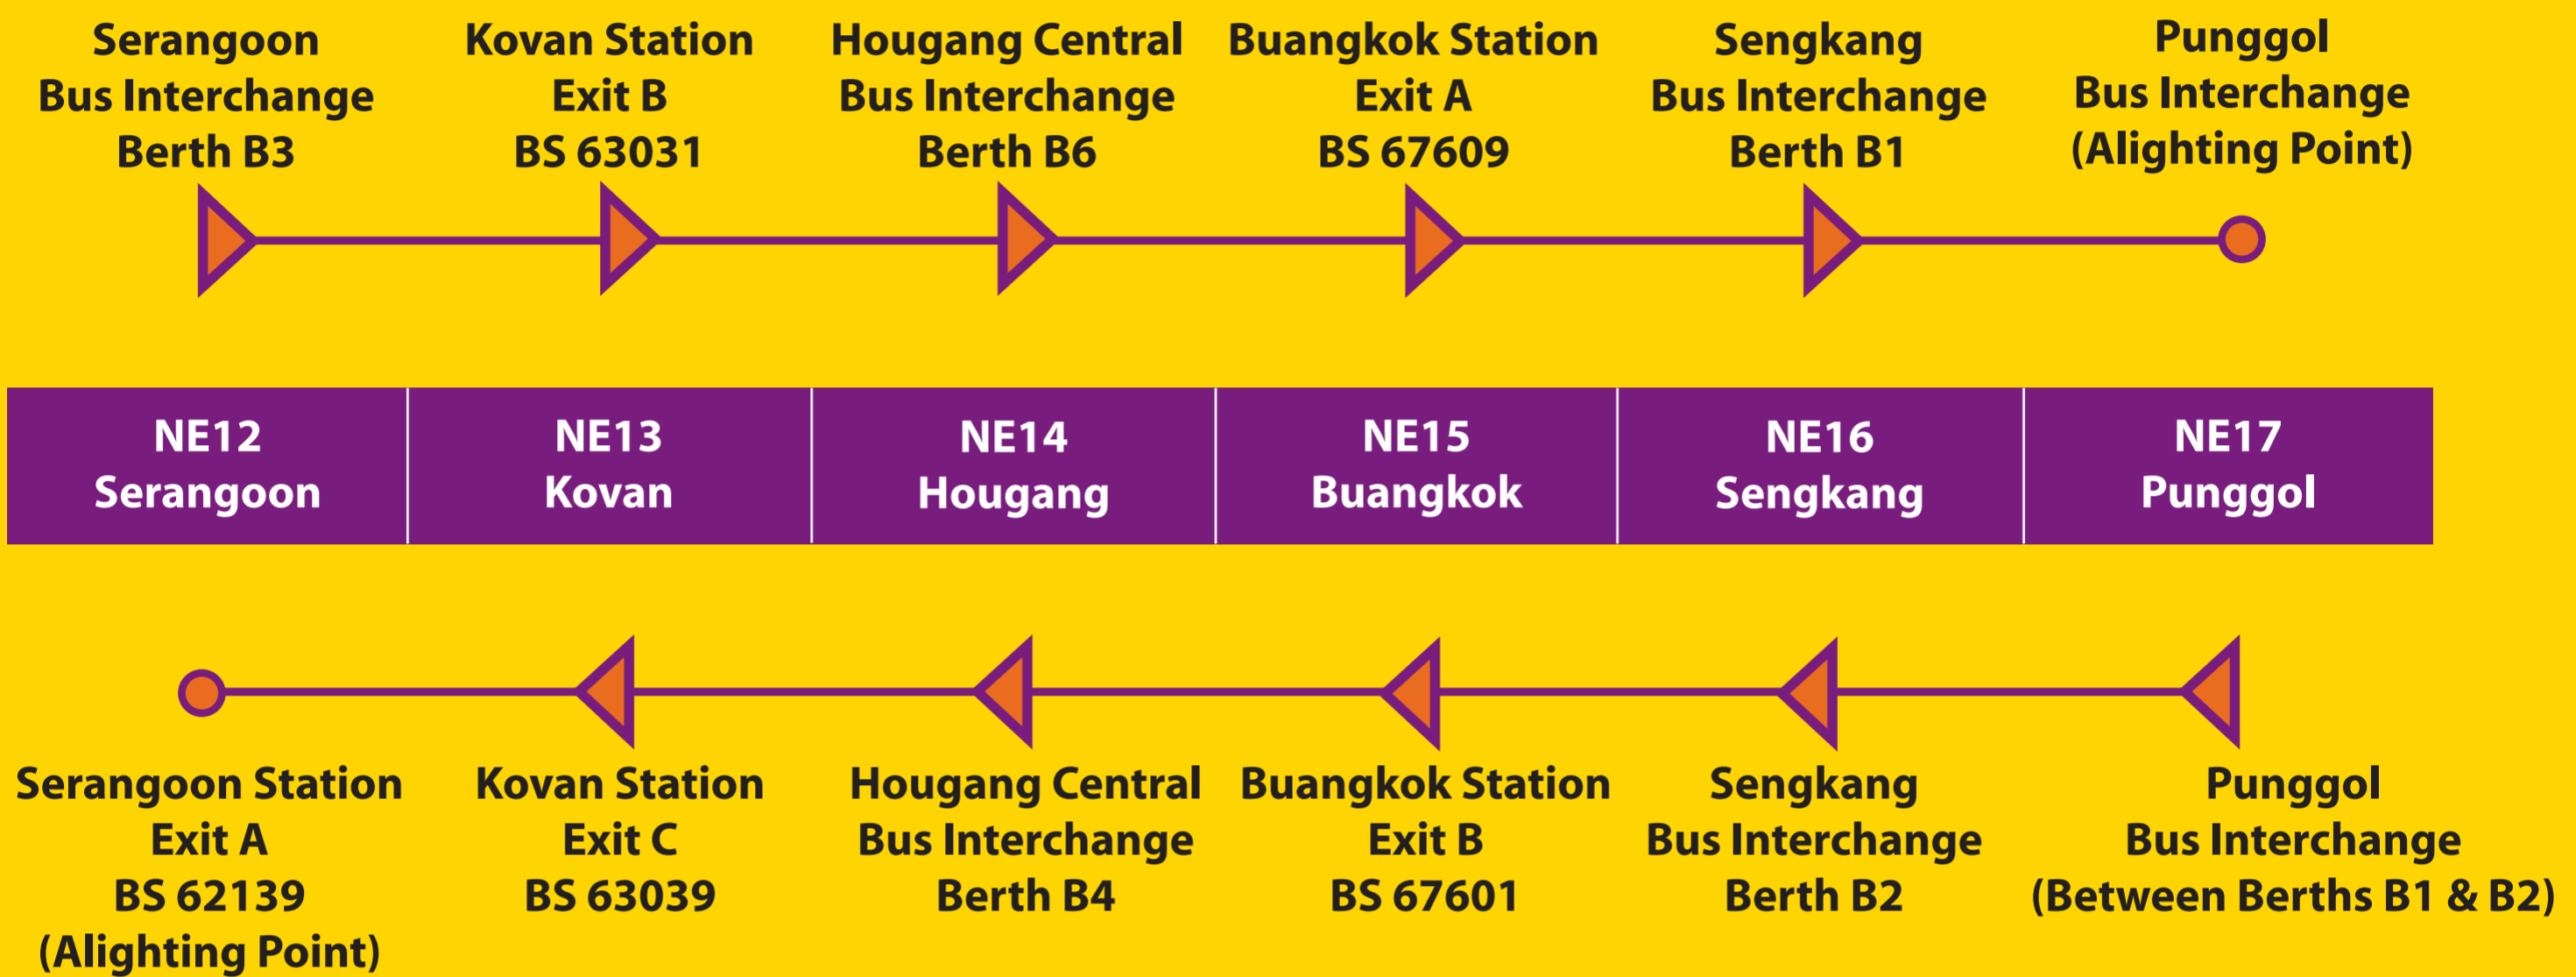 Serangoon
Bus Interchange
Berth B3
Kovan Station
Exit B
BS 63031
Hougang Central
Bus Interchange
Berth B6
Buangkok Station
Exit A
BS 67609
Sengkang
Bus Interchange
Berth B1
Punggol
Bus Interchange
(Alighting Point)
NE12
Serangoon
NE13
Kovan
NE14
Hougang
NE15
Buangkok
NE16
Sengkang
NE17
Punggol
Serangoon Station
Exit A
BS 62139
(Alighting Point)
Kovan Station
Exit C
BS 63039
Hougang Central
Bus Interchange
Berth B4
Buangkok Station
Exit B
BS 67601
Sengkang
Bus Interchange
Berth B2
Punggol
Bus Interchange
(Between Berths B1 & B2)